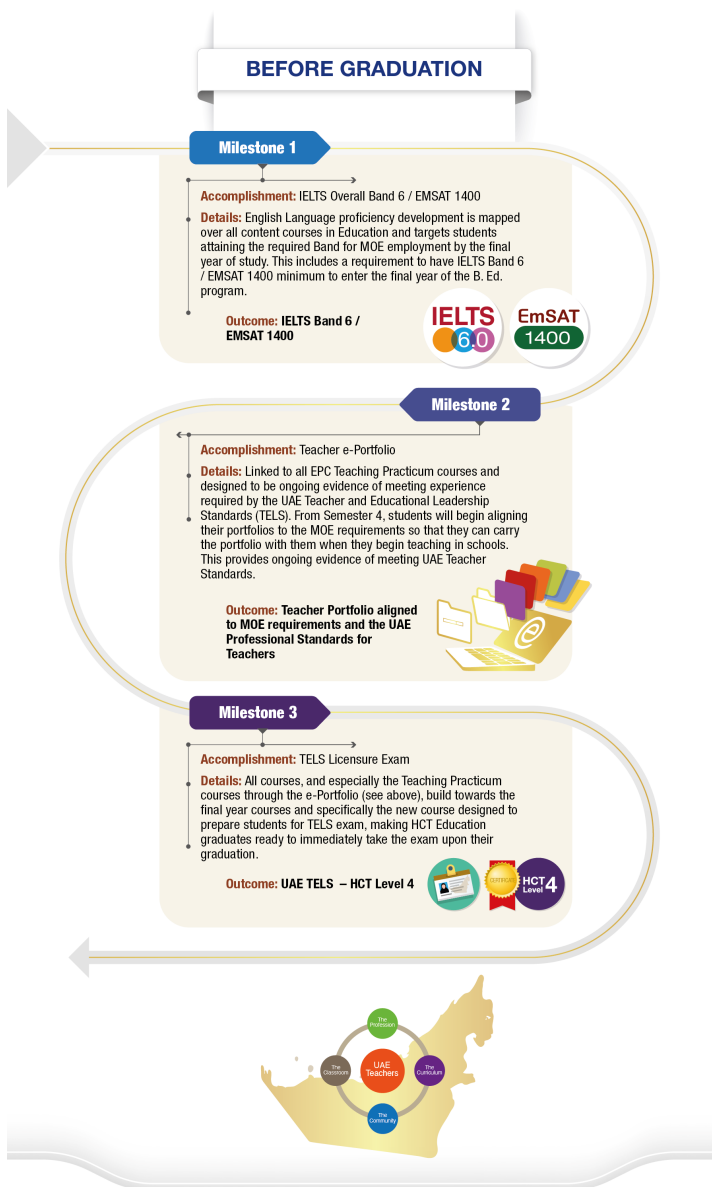 BEFORE GRADUATION
Milestone 1
Accomplishment: IELTS Overall Band 6 / EMSAT 1400
Details: English Language proficiency development is mapped
over all content courses in Education and targets students
attaining the required Band for MOE employment by the final
year of study. This includes a requirement to have IELTS Band 6
/ EMSAT 1400 minimum to enter the final year of the B. Ed.
program.
Outcome: IELTS Band 6 /
EMSAT 1400
IELTS
6.0
EmSAT
1400
Milestone 2
Accomplishment: Teacher e-Portfolio
Details: Linked to all EPC Teaching Practicum courses and
designed to be ongoing evidence of meeting experience
required by the UAE Teacher and Educational Leadership
Standards (TELS). From Semester 4, students will begin aligning
their portfolios to the MOE requirements so that they can carry
the portfolio with them when they begin teaching in schools.
This provides ongoing evidence of meeting UAE Teacher
Standards.
Outcome: Teacher Portfolio aligned
to MOE requirements and the UAE
Professional Standards for
Teachers
e
Milestone 3
Accomplishment: TELS Licensure Exam
Details: All courses, and especially the Teaching Practicum
courses through the e-Portfolio (see above), build towards the
final year courses and specifically the new course designed to
prepare students for TELS exam, making HCT Education
graduates ready to immediately take the exam upon their
graduation.
Outcome: UAE TELS – HCT Level 4
CERTIFICATE
HCT
Level 4
The
Profession
The
Classroom
UAE
Teachers
The
Curriculum
The
Community